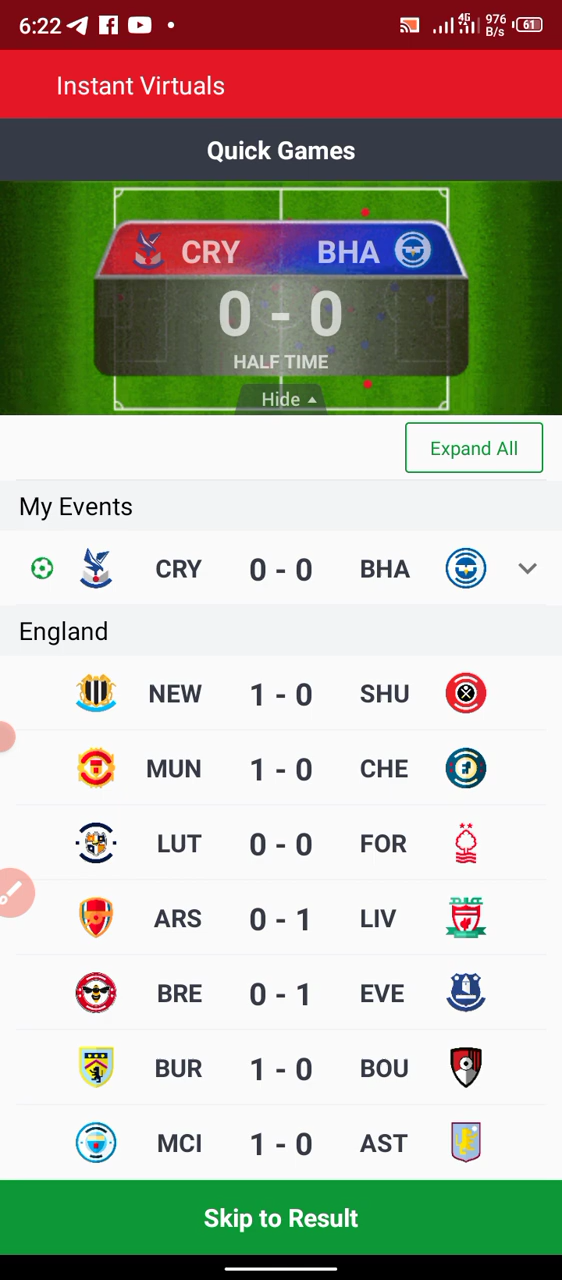 6:22 4G 976 B/s 61
Instant Virtuals
Quick Games
CRY BHA
0 - 0
HALF TIME
Hide
Expand All
My Events
CRY 0 - 0 BHA
England
NEW 1 - 0 SHU
MUN 1 - 0 CHE
LUT 0 - 0 FOR
ARS 0 - 1 LIV
BRE 0 - 1 EVE
BUR 1 - 0 BOU
MCI 1 - 0 AST
Skip to Result